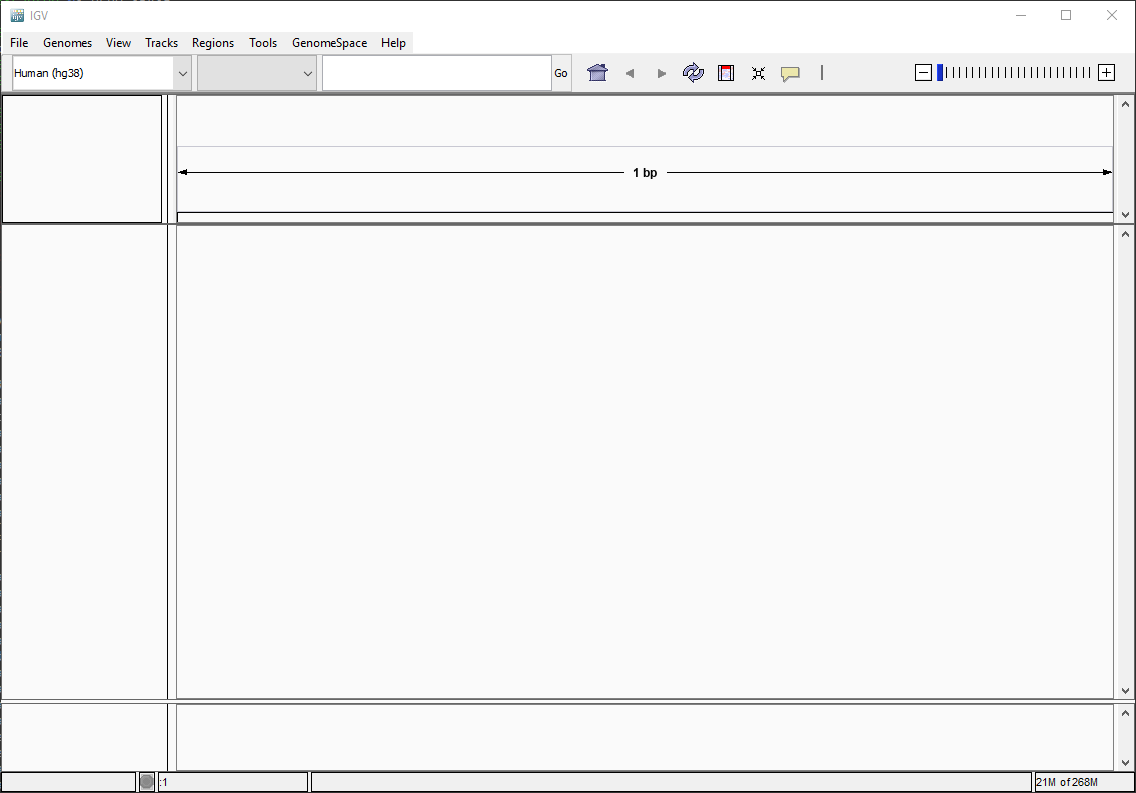 IGV
File Genomes View Tracks Regions Tools GenomeSpace Help
Human (hg38) Go
1 bp
:1 21M of 268M